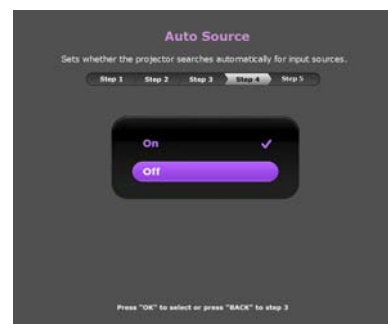 Auto Source
Sets whether the projector searches automatically for input sources.
Step 1 Step 2 Step 3 Step 4 Step 5
On
Off
Press "OK" to select or press "BACK" to step 3